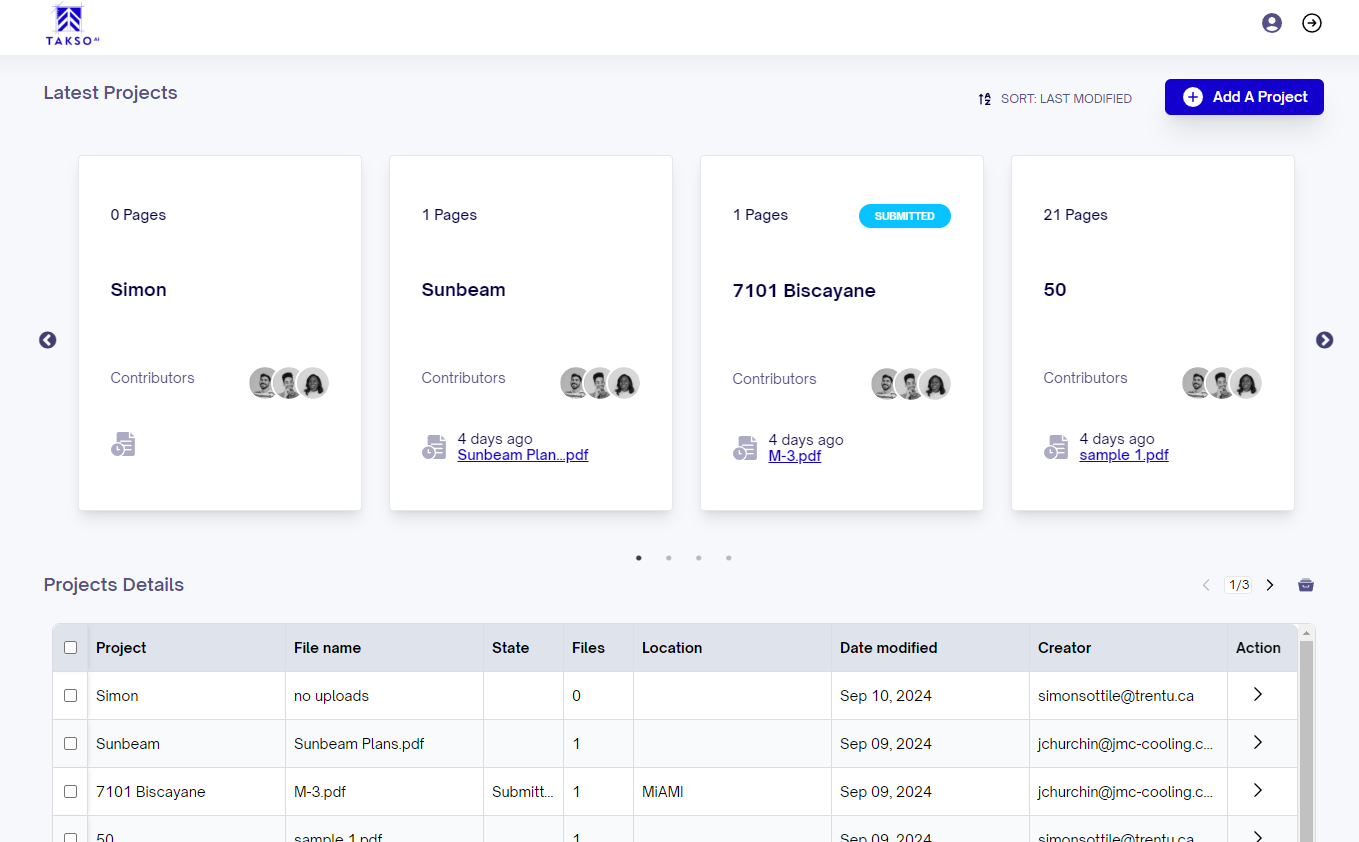 TAKSO AI
Latest Projects
SORT: LAST MODIFIED
Add A Project
0 Pages
Simon
Contributors
1 Pages
Sunbeam
Contributors
4 days ago
Sunbeam Plan...pdf
1 Pages
SUBMITTED
7101 Biscayane
Contributors
4 days ago
M-3.pdf
21 Pages
50
Contributors
4 days ago
sample 1.pdf
Projects Details
1/3
Project File name State Files Location Date modified Creator Action
Simon no uploads 0 Sep 10, 2024 simonsottile@trentu.ca
Sunbeam Sunbeam Plans.pdf 1 Sep 09, 2024 jchurchin@jmc-cooling.c...
7101 Biscayane M-3.pdf Submitt... 1 MiAMI Sep 09, 2024 jchurchin@jmc-cooling.c...
50 sample 1.pdf 1 Sep 09, 2024 simonsottile@trentu.ca